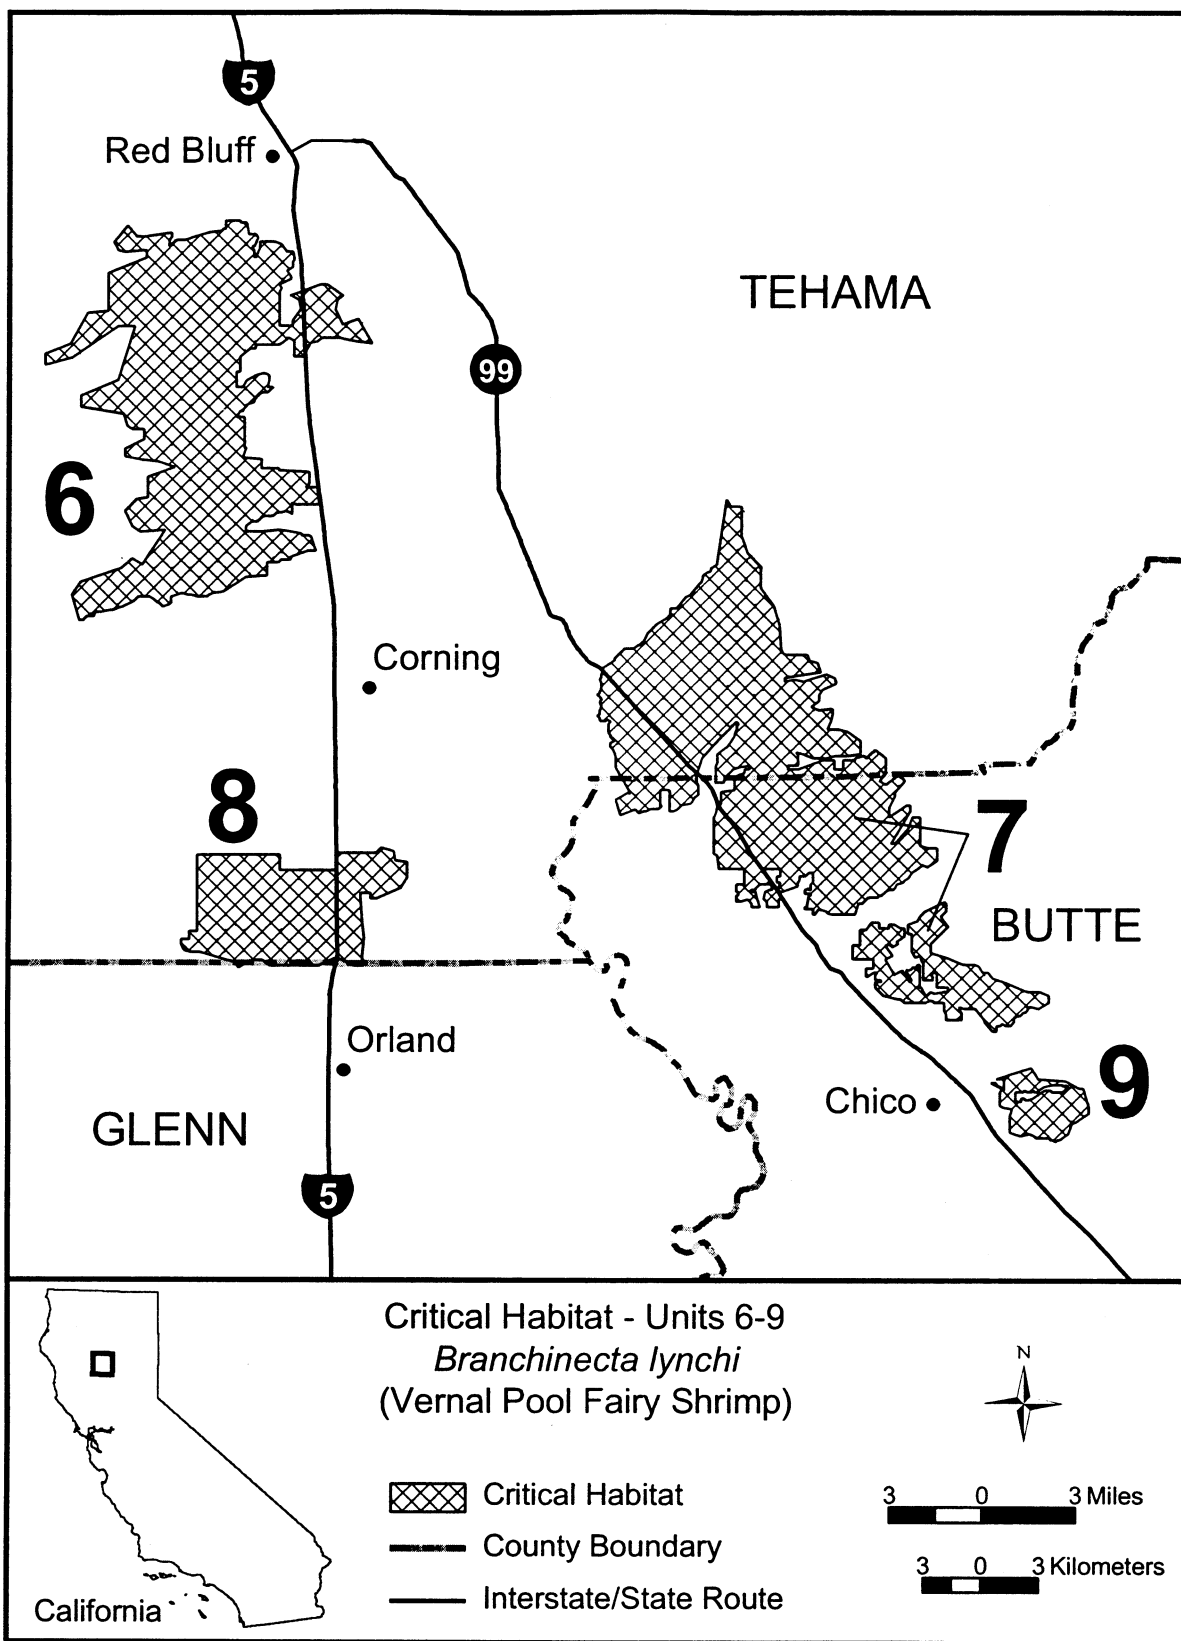 5
Red Bluff
TEHAMA
99
6
Corning
8
7
BUTTE
Orland
9
Chico
GLENN
5
Critical Habitat - Units 6-9
Branchinecta lynchi
(Vernal Pool Fairy Shrimp)
N
Critical Habitat
3 0 3 Miles
County Boundary
3 0 3 Kilometers
Interstate/State Route
California